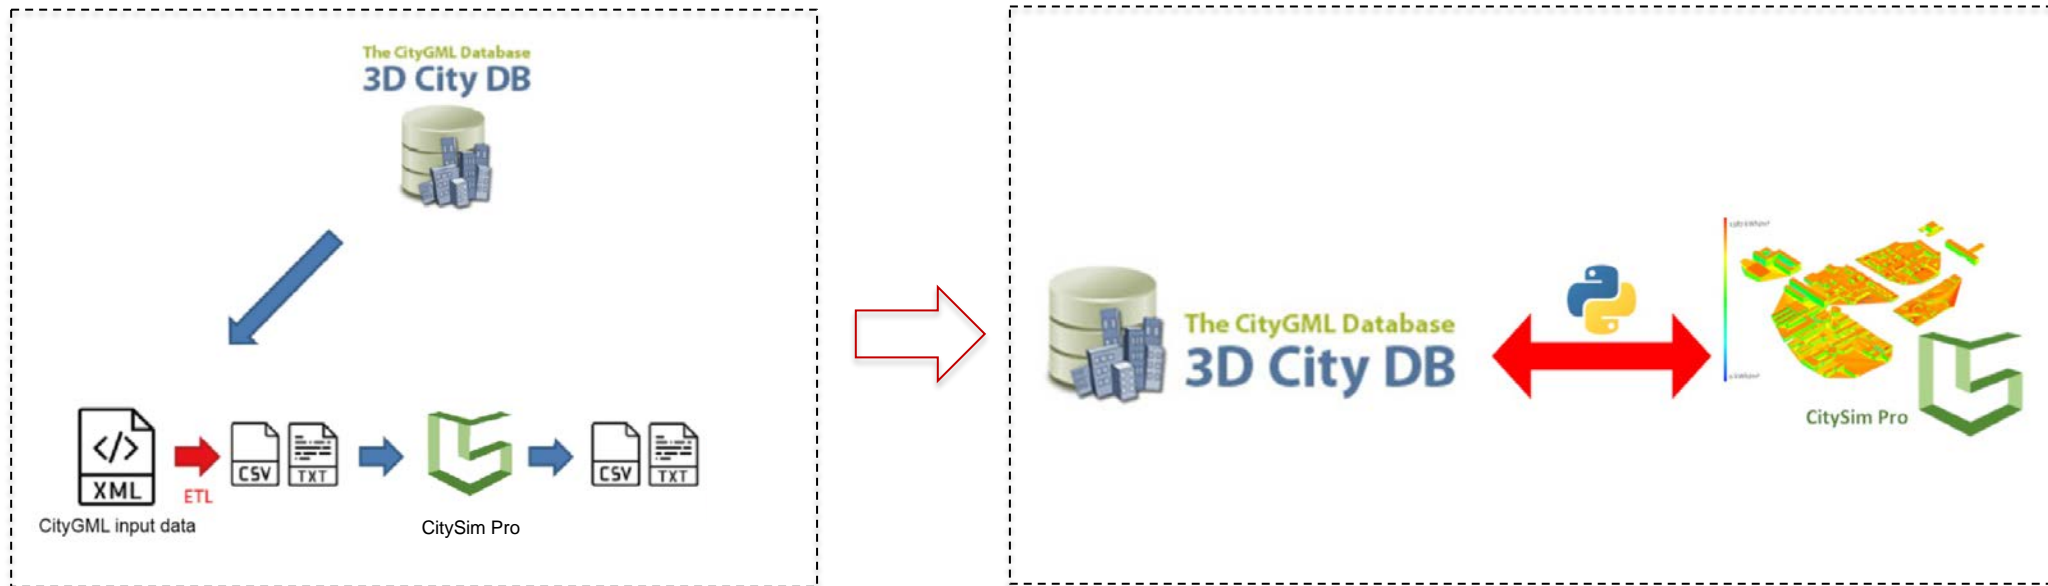 The CityGML Database
3D City DB
</>
XML
ETL
CSV
TXT
CSV
TXT
CityGML input data
CitySim Pro
The CityGML Database
3D City DB
CitySim Pro